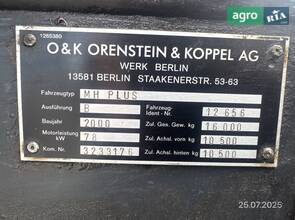 agro RIA
1265380
O&K ORENSTEIN & KOPPEL AG
WERK BERLIN
13581 BERLIN STAAKENERSTR. 53-63
Fahrzeugtyp MH PLUS
Ausführung B Fahrzeug-Ident-Nr. 12 656
Baujahr 2000 Zul. Ges. Gew. kg 16 000
Motorleistung kW 78 Zul. Achsl. vorn kg 10 500
Kom. Nr. 3233176 Zul. Achsl. hinten kg 10 500
25.07.2025